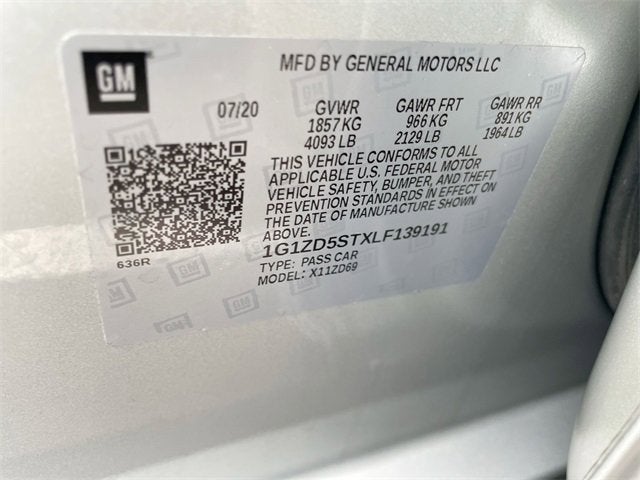 GM
MFD BY GENERAL MOTORS LLC
07/20 GVWR GAWR FRT GAWR RR
1857 KG 966 KG 891 KG
4093 LB 2129 LB 1964 LB
THIS VEHICLE CONFORMS TO ALL
APPLICABLE U.S. FEDERAL MOTOR
VEHICLE SAFETY, BUMPER, AND THEFT
PREVENTION STANDARDS IN EFFECT ON
THE DATE OF MANUFACTURE SHOWN
ABOVE.
1G1ZD5STXLF139191
636R
TYPE: PASS CAR
MODEL: X11ZD69